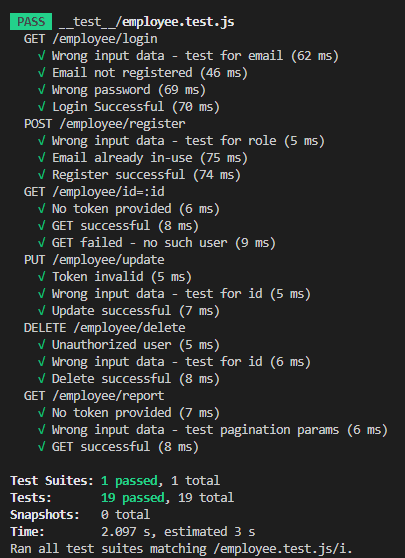 PASS __test__/employee.test.js
GET /employee/login
√ Wrong input data - test for email (62 ms)
√ Email not registered (46 ms)
√ Wrong password (69 ms)
√ Login Successful (70 ms)
POST /employee/register
√ Wrong input data - test for role (5 ms)
√ Email already in-use (75 ms)
√ Register successful (74 ms)
GET /employee/id=:id
√ No token provided (6 ms)
√ GET successful (8 ms)
√ GET failed - no such user (9 ms)
PUT /employee/update
√ Token invalid (5 ms)
√ Wrong input data - test for id (5 ms)
√ Update successful (7 ms)
DELETE /employee/delete
√ Unauthorized user (5 ms)
√ Wrong input data - test for id (6 ms)
√ Delete successful (8 ms)
GET /employee/report
√ No token provided (7 ms)
√ Wrong input data - test pagination params (6 ms)
√ GET successful (8 ms)
Test Suites: 1 passed, 1 total
Tests: 19 passed, 19 total
Snapshots: 0 total
Time: 2.097 s, estimated 3 s
Ran all test suites matching /employee.test.js/i.